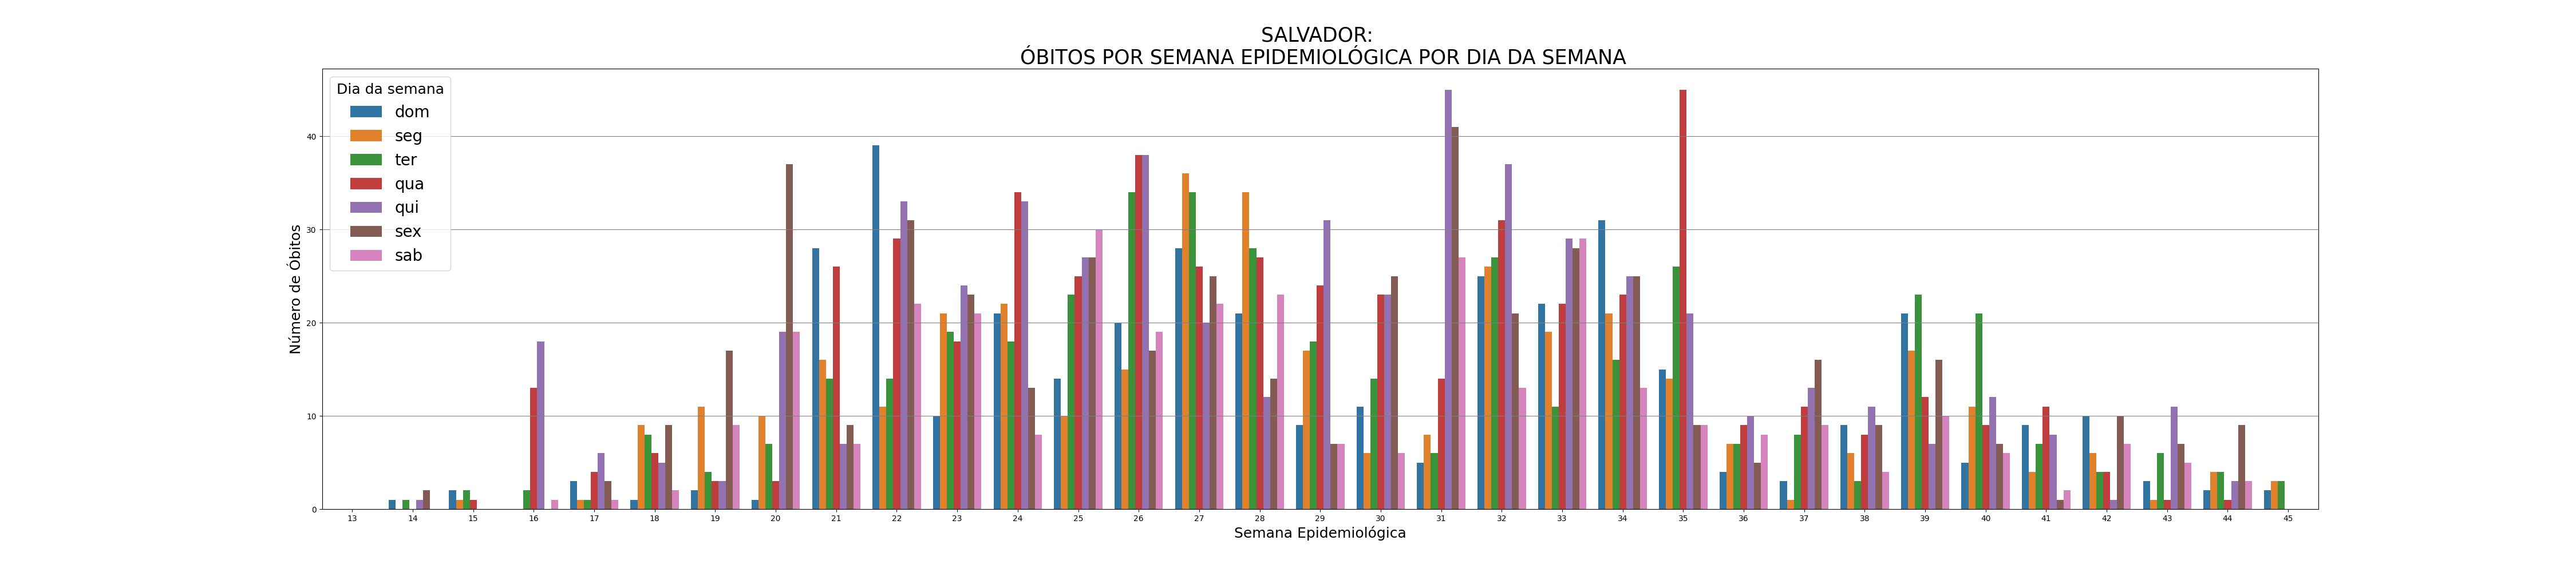 SALVADOR:
ÓBITOS POR SEMANA EPIDEMIOLÓGICA POR DIA DA SEMANA
Dia da semana
dom
seg
ter
qua
qui
sex
sab
Número de Óbitos
40
30
20
10
0
13 14 15 16 17 18 19 20 21 22 23 24 25 26 27 28 29 30 31 32 33 34 35 36 37 38 39 40 41 42 43 44 45
Semana Epidemiológica